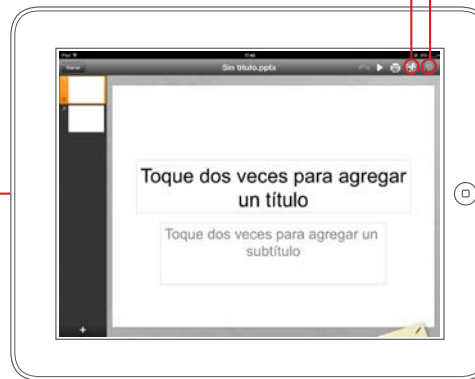 Sin título.pptx
Toque dos veces para agregar
un título
Toque dos veces para agregar un
subtítulo
+